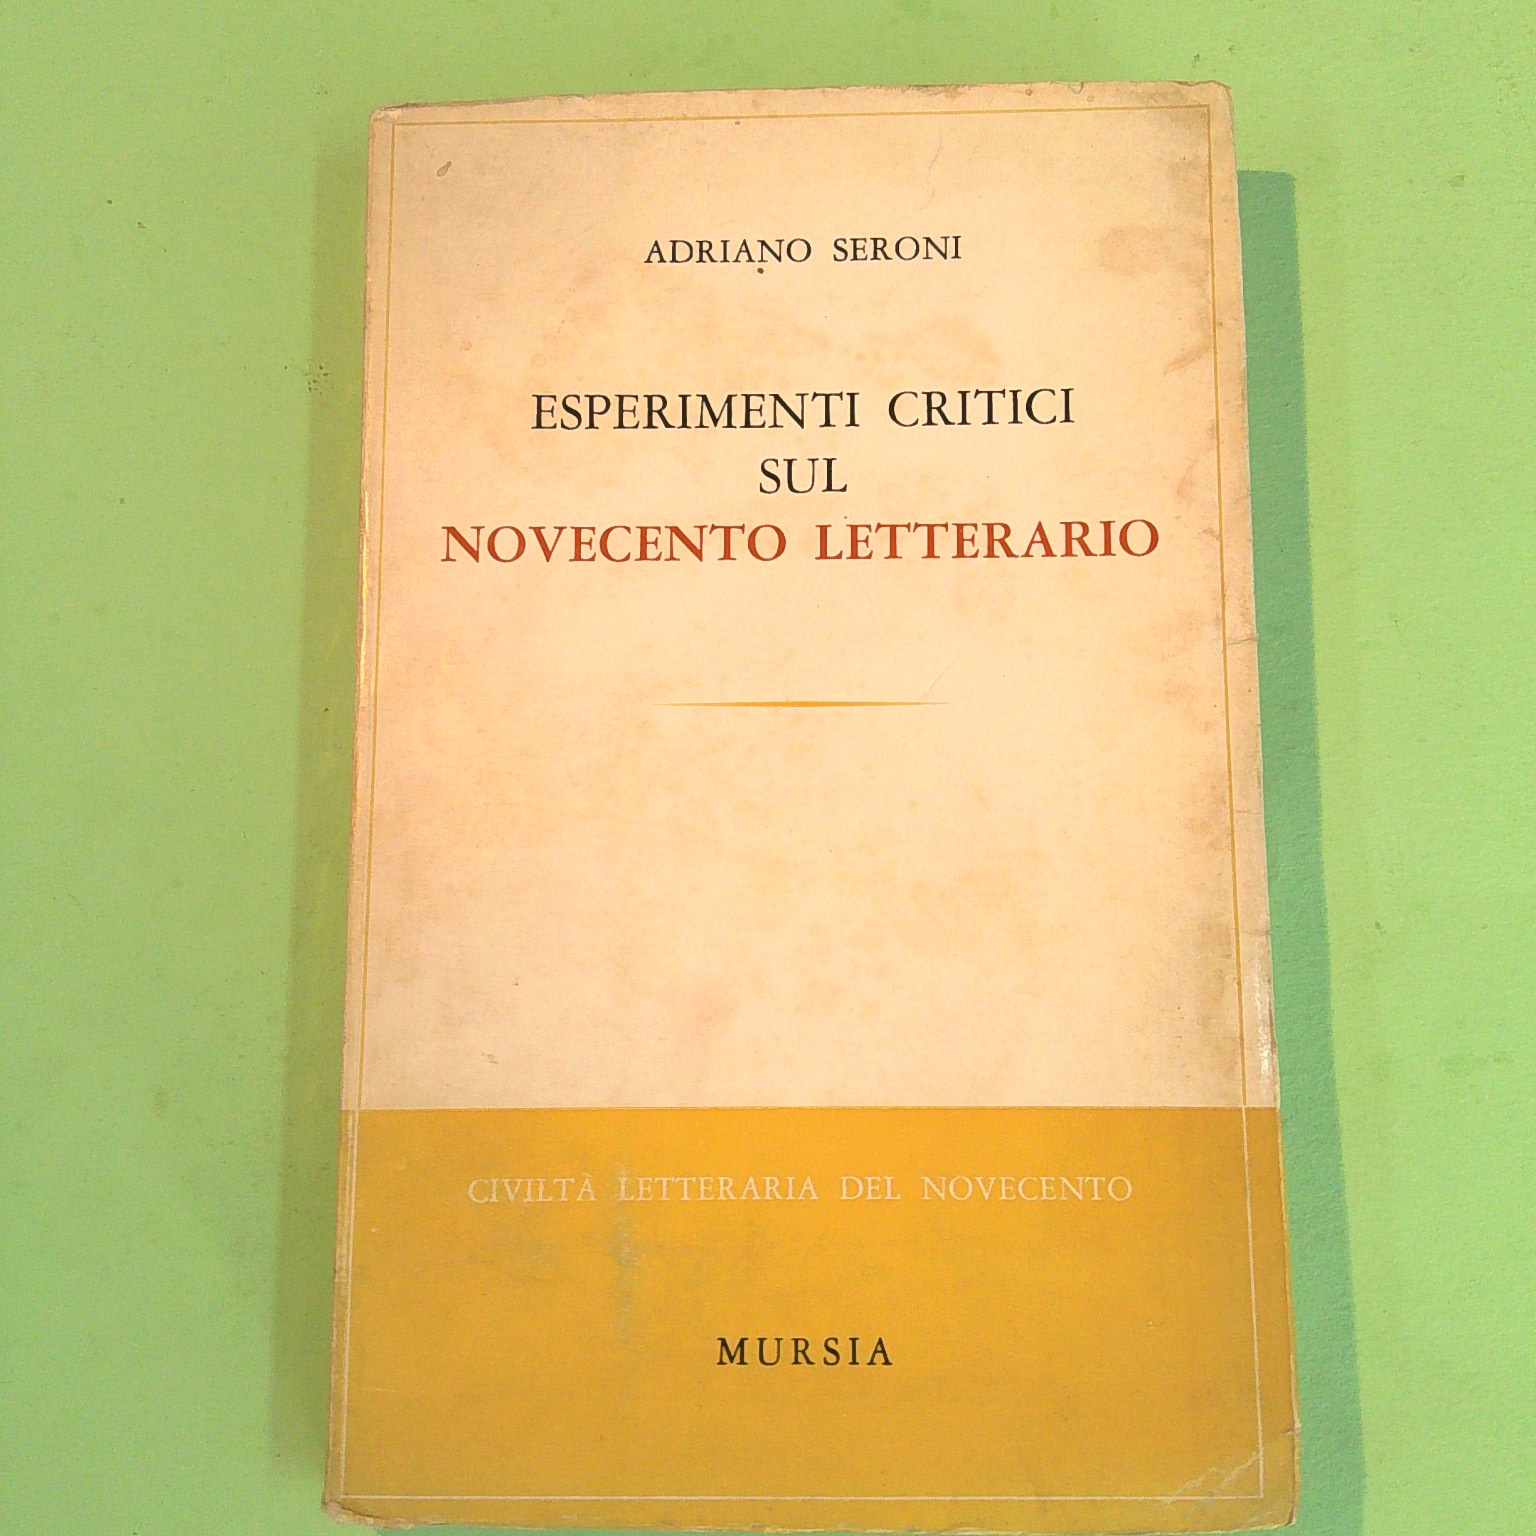 ADRIANO SERONI
ESPERIMENTI CRITICI
SUL
NOVECENTO LETTERARIO
CIVILTÀ LETTERARIA DEL NOVECENTO
MURSIA